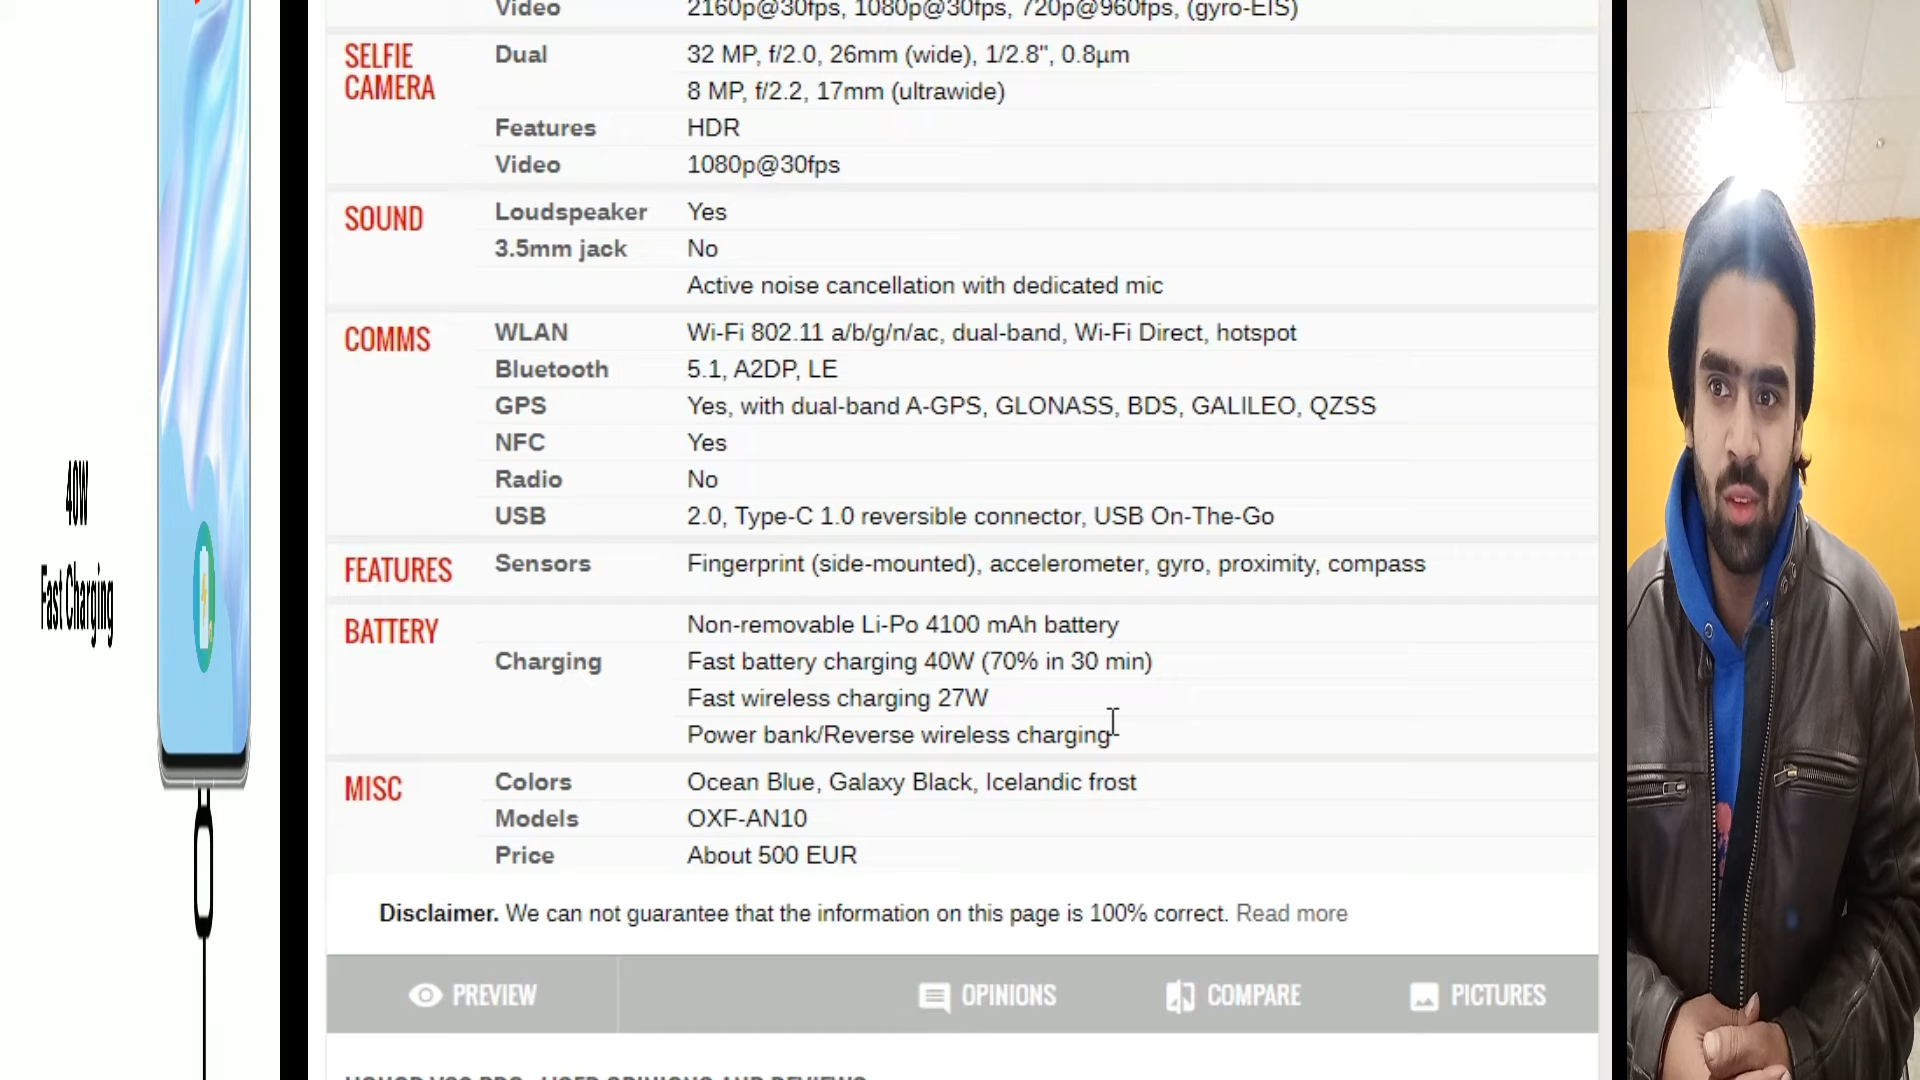 Video 2160p@30fps, 1080p@30fps, 720p@960fps, (gyro-EIS)
SELFIE CAMERA
Dual 32 MP, f/2.0, 26mm (wide), 1/2.8", 0.8µm
8 MP, f/2.2, 17mm (ultrawide)
Features HDR
Video 1080p@30fps
SOUND Loudspeaker Yes
3.5mm jack No
Active noise cancellation with dedicated mic
COMMS WLAN Wi-Fi 802.11 a/b/g/n/ac, dual-band, Wi-Fi Direct, hotspot
Bluetooth 5.1, A2DP, LE
GPS Yes, with dual-band A-GPS, GLONASS, BDS, GALILEO, QZSS
NFC Yes
Radio No
USB 2.0, Type-C 1.0 reversible connector, USB On-The-Go
FEATURES Sensors Fingerprint (side-mounted), accelerometer, gyro, proximity, compass
BATTERY Non-removable Li-Po 4100 mAh battery
Charging Fast battery charging 40W (70% in 30 min)
Fast wireless charging 27W
Power bank/Reverse wireless charging
MISC Colors Ocean Blue, Galaxy Black, Icelandic frost
Models OXF-AN10
Price About 500 EUR
Disclaimer. We can not guarantee that the information on this page is 100% correct. Read more
PREVIEW OPINIONS COMPARE PICTURES
40W
Fast Charging